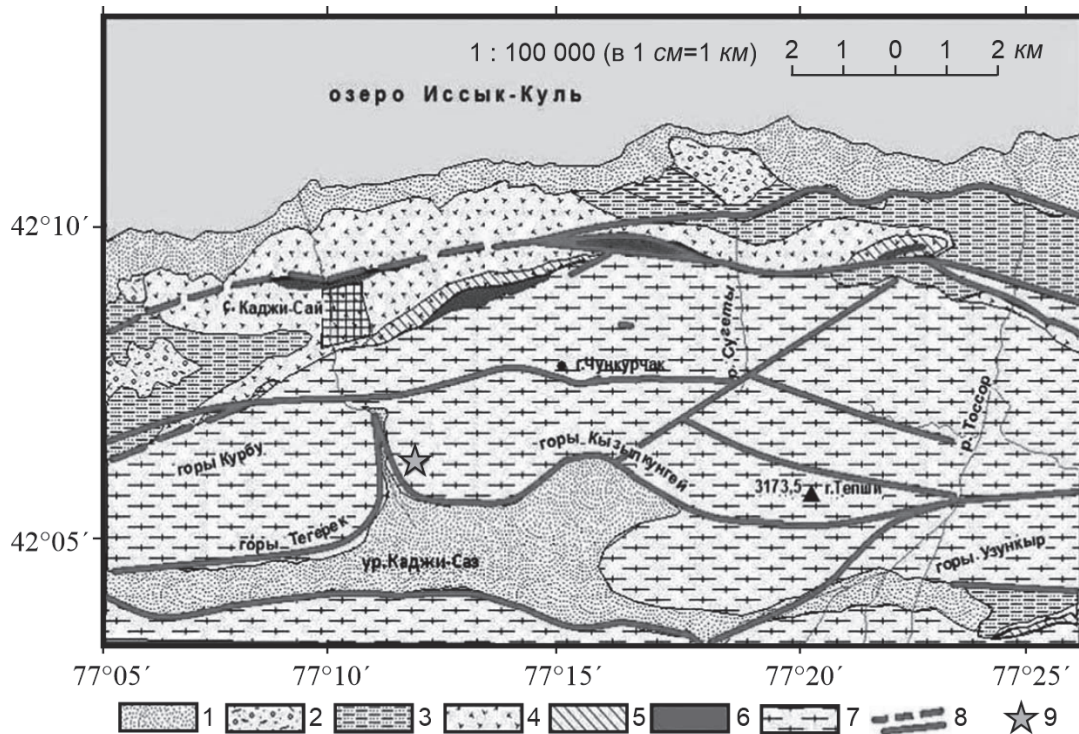 1 : 100 000 (в 1 см=1 км) 2 1 0 1 2 км
озеро Иссык-Куль
42°10´
с. Каджи-Сай
р. Сугеты
г.Чункурчак
р. Тоссор
горы Курбу
горы Кызылкунгей
3173,5 г.Тепши
42°05´
горы Тегерек
ур.Каджи-Саз
горы Узункыр
77°05´ 77°10´ 77°15´ 77°20´ 77°25´
1 2 3 4 5 6 7 8 9